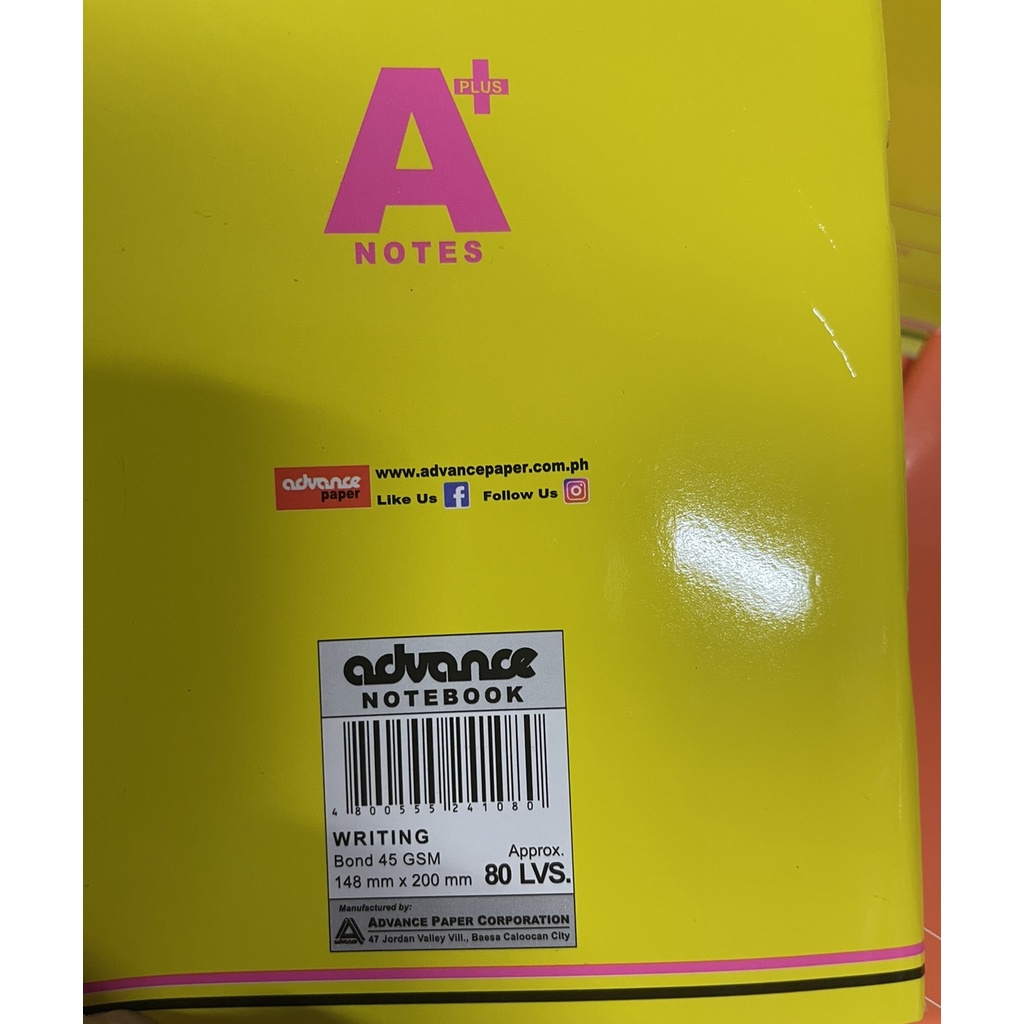 A PLUS
NOTES
advance paper
www.advancepaper.com.ph
Like Us Follow Us
advance
NOTEBOOK
4 800555 241080
WRITING
Bond 45 GSM
148 mm x 200 mm
Approx.
80 LVS.
Manufactured by:
advance
ADVANCE PAPER CORPORATION
47 Jordan Valley Vill., Baesa Caloocan City